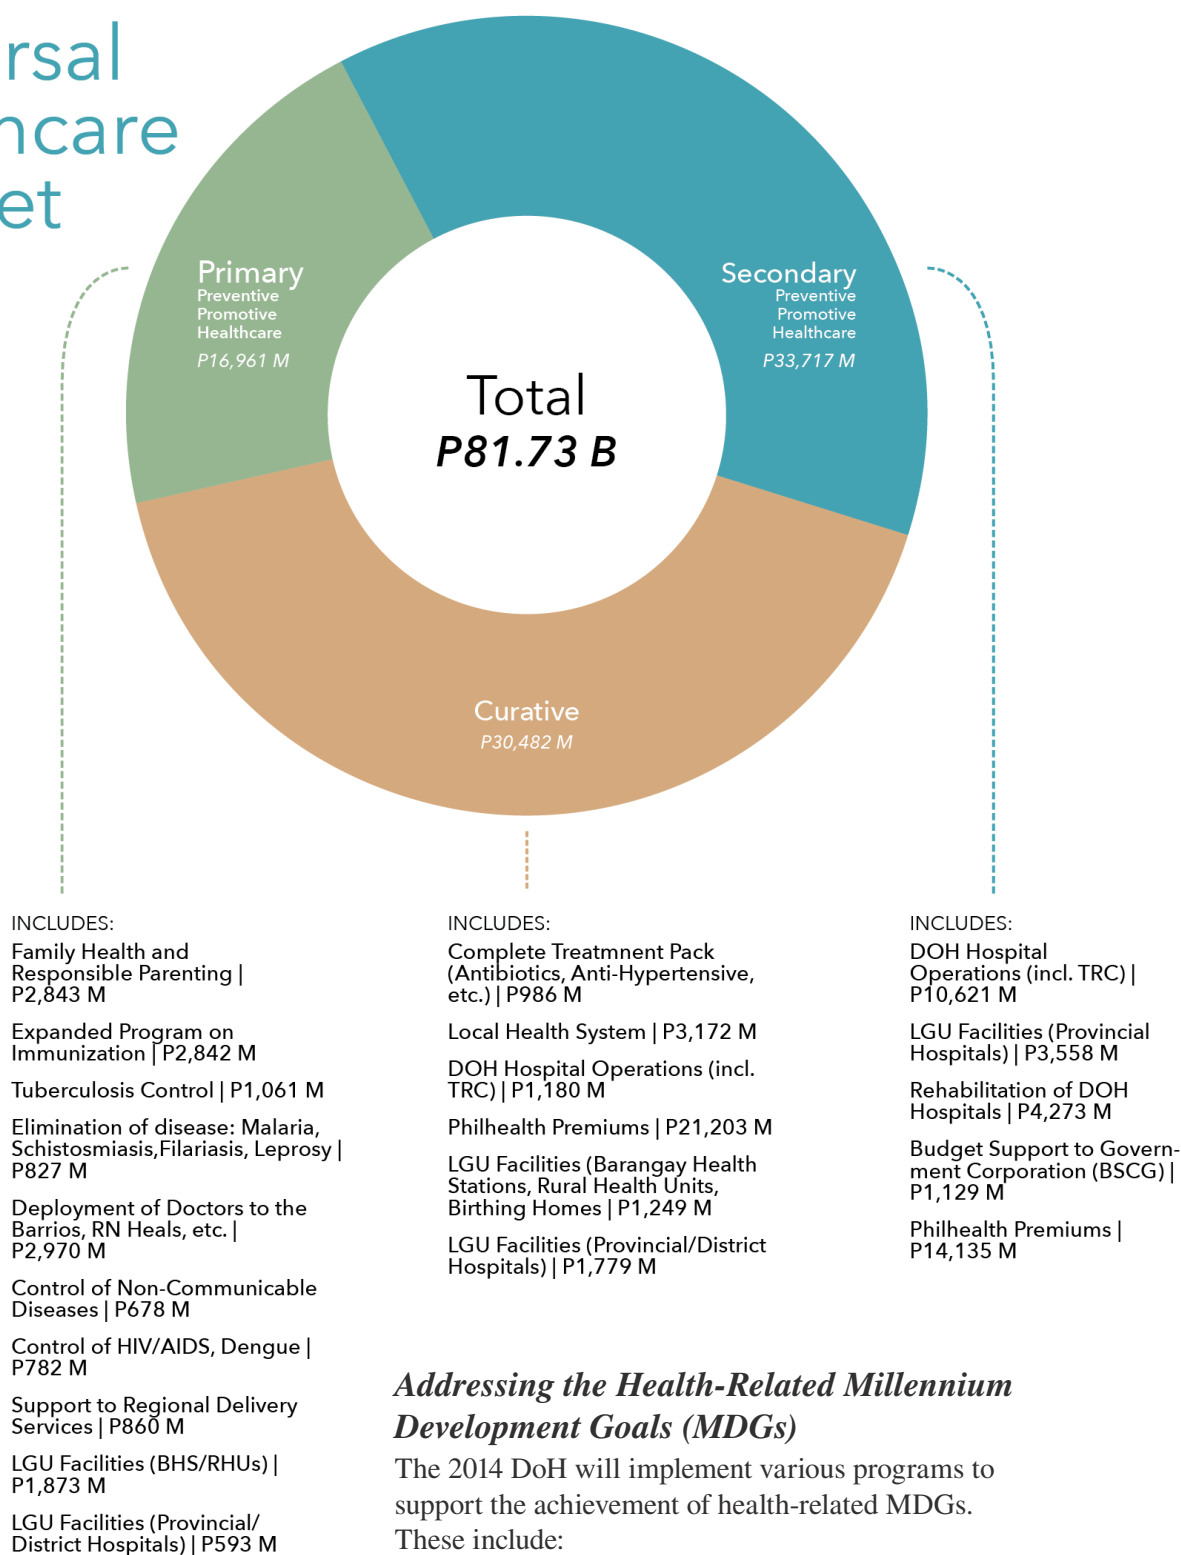 rsal
hcare
et
Primary
Preventive
Promotive
Healthcare
P16,961 M
Secondary
Preventive
Promotive
Healthcare
P33,717 M
Total
P81.73 B
Curative
P30,482 M
INCLUDES:
Family Health and
Responsible Parenting |
P2,843 M
Expanded Program on
Immunization | P2,842 M
Tuberculosis Control | P1,061 M
Elimination of disease: Malaria,
Schistosmiasis,Filariasis, Leprosy |
P827 M
Deployment of Doctors to the
Barrios, RN Heals, etc. |
P2,970 M
Control of Non-Communicable
Diseases | P678 M
Control of HIV/AIDS, Dengue |
P782 M
Support to Regional Delivery
Services | P860 M
LGU Facilities (BHS/RHUs) |
P1,873 M
LGU Facilities (Provincial/
District Hospitals) | P593 M
INCLUDES:
Complete Treatmnent Pack
(Antibiotics, Anti-Hypertensive,
etc.) | P986 M
Local Health System | P3,172 M
DOH Hospital Operations (incl.
TRC) | P1,180 M
Philhealth Premiums | P21,203 M
LGU Facilities (Barangay Health
Stations, Rural Health Units,
Birthing Homes | P1,249 M
LGU Facilities (Provincial/District
Hospitals) | P1,779 M
INCLUDES:
DOH Hospital
Operations (incl. TRC) |
P10,621 M
LGU Facilities (Provincial
Hospitals) | P3,558 M
Rehabilitation of DOH
Hospitals | P4,273 M
Budget Support to Govern-
ment Corporation (BSCG) |
P1,129 M
Philhealth Premiums |
P14,135 M
Addressing the Health-Related Millennium
Development Goals (MDGs)
The 2014 DoH will implement various programs to
support the achievement of health-related MDGs.
These include: